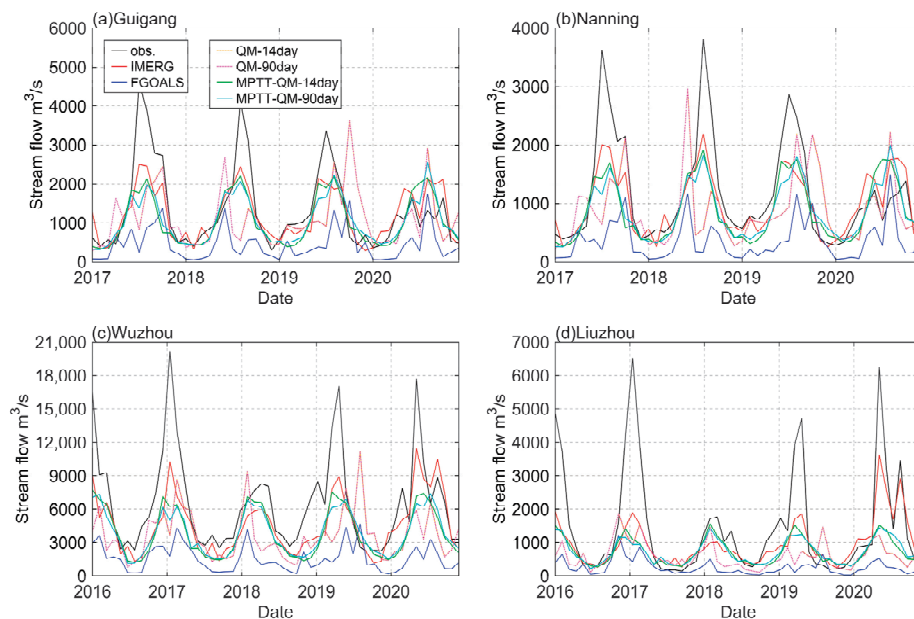 (a)Guigang
6000
5000
4000
3000
2000
1000
0
Stream flow m³/s
obs.
IMERG
FGOALS
QM-14day
QM-90day
MPTT-QM-14day
MPTT-QM-90day
2017 2018 2019 2020
Date
(b)Nanning
4000
3000
2000
1000
0
Stream flow m³/s
2017 2018 2019 2020
Date
(c)Wuzhou
21,000
18,000
15,000
12,000
9000
6000
3000
0
Stream flow m³/s
2016 2017 2018 2019 2020
Date
(d)Liuzhou
7000
6000
5000
4000
3000
2000
1000
0
Stream flow m³/s
2016 2017 2018 2019 2020
Date